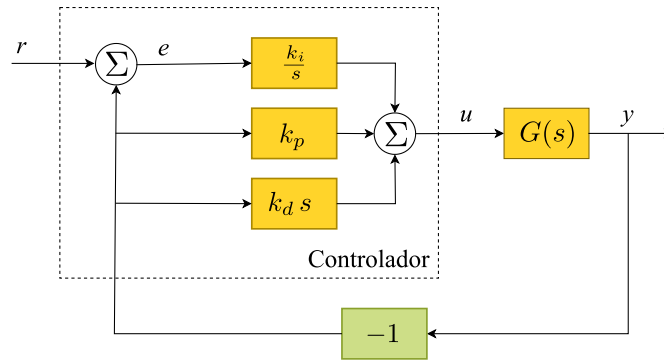 r
Σ
e
k_i/s
k_p
k_d s
Σ
u
G(s)
y
Controlador
−1